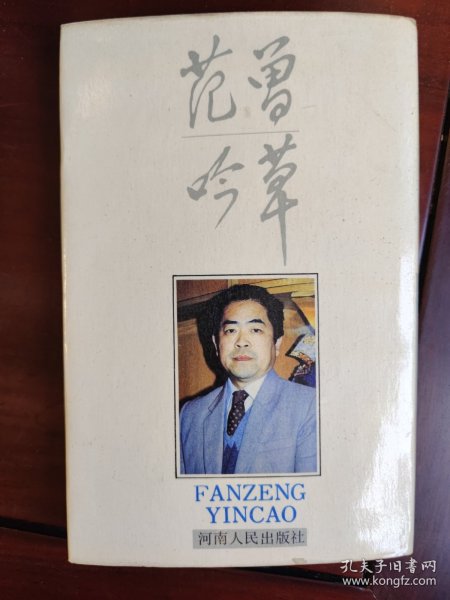 范曾
吟草
FANZENG
YINCAO
河南人民出版社
孔夫子旧书网
www.kongfz.com